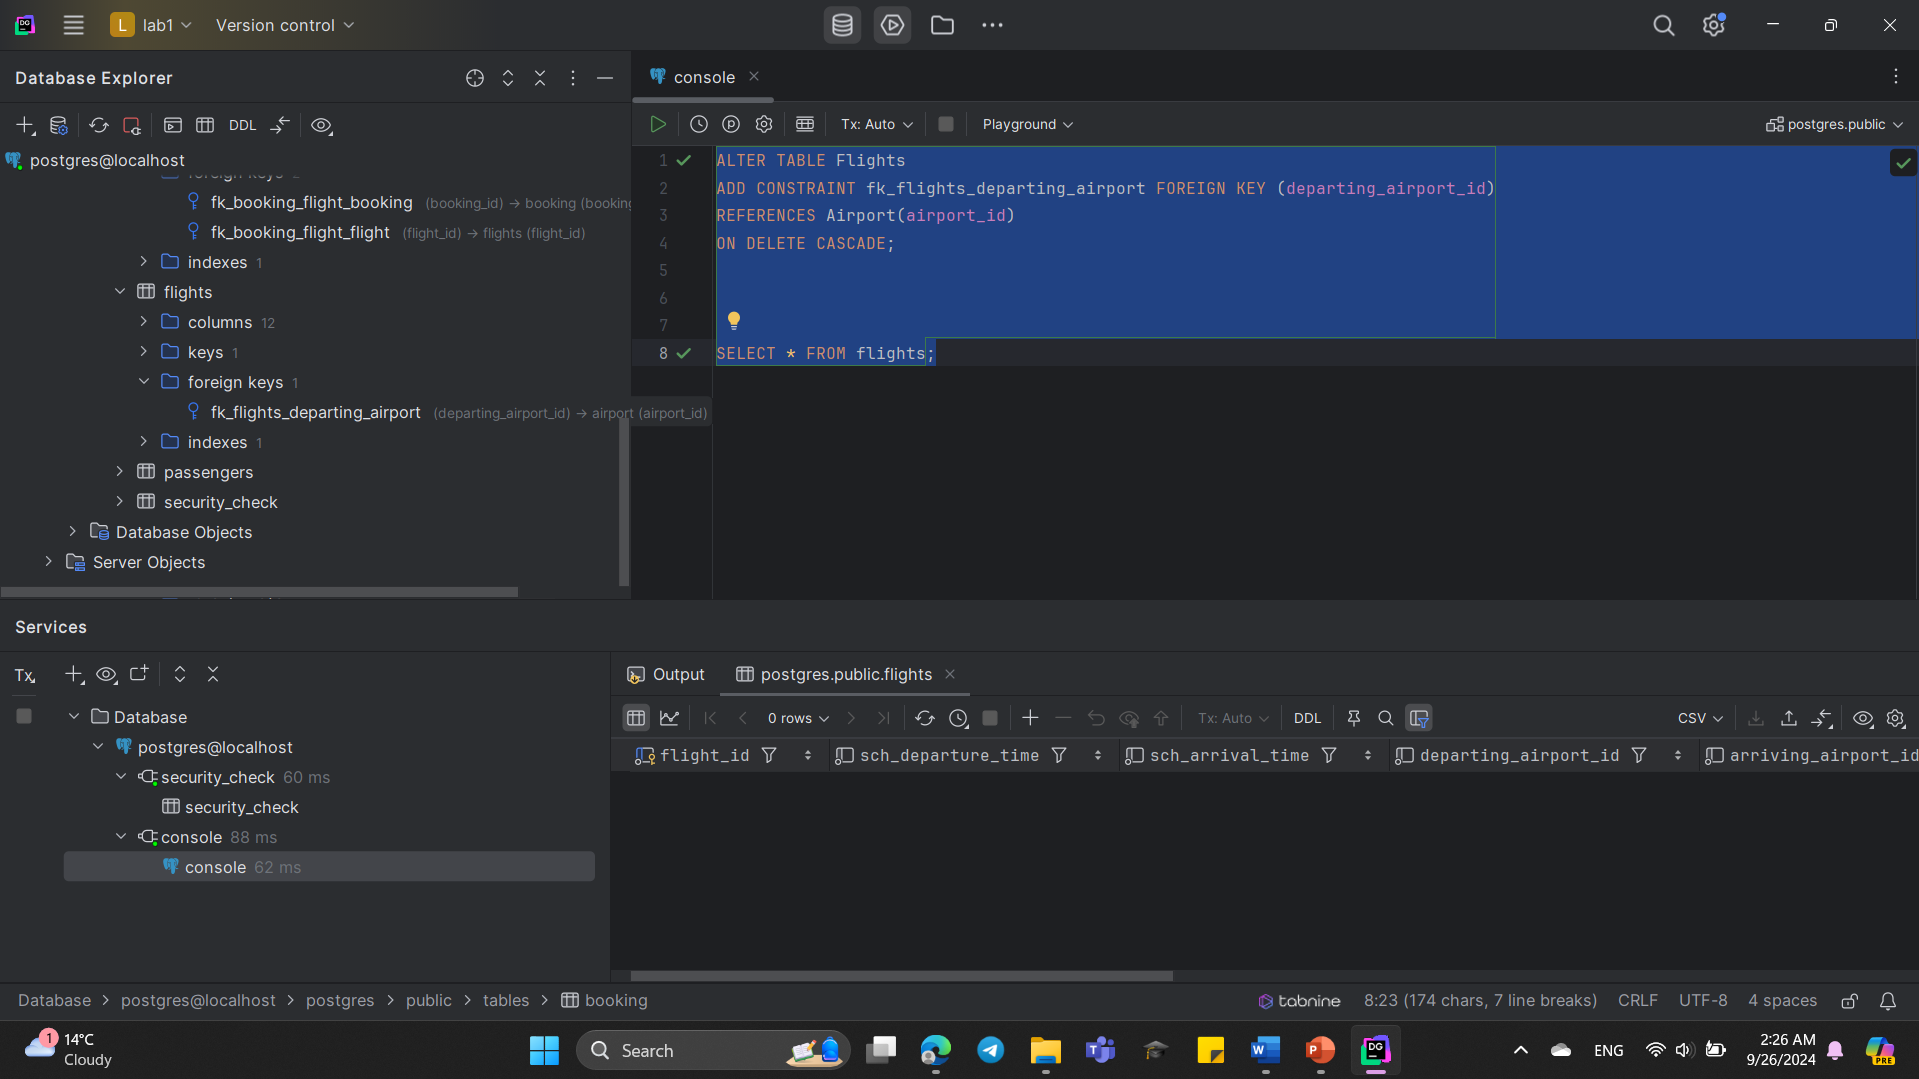 L lab1 Version control
Database Explorer
DDL
postgres@localhost
fk_booking_flight_booking (booking_id) → booking (booking
fk_booking_flight_flight (flight_id) → flights (flight_id)
indexes 1
flights
columns 12
keys 1
foreign keys 1
fk_flights_departing_airport (departing_airport_id) → airport (airport_id)
indexes 1
passengers
security_check
Database Objects
Server Objects
console
Tx: Auto Playground postgres.public
1 ALTER TABLE Flights
2 ADD CONSTRAINT fk_flights_departing_airport FOREIGN KEY (departing_airport_id)
3 REFERENCES Airport(airport_id)
4 ON DELETE CASCADE;
5
6
7
8 SELECT * FROM flights;
Services
Tx
Database
postgres@localhost
security_check 60 ms
security_check
console 88 ms
console 62 ms
Output postgres.public.flights
0 rows Tx: Auto DDL CSV
flight_id sch_departure_time sch_arrival_time departing_airport_id arriving_airport_id
Database > postgres@localhost > postgres > public > tables > booking
tabnine 8:23 (174 chars, 7 line breaks) CRLF UTF-8 4 spaces
1 14°C
Cloudy
Search
ENG
2:26 AM
9/26/2024
PRE